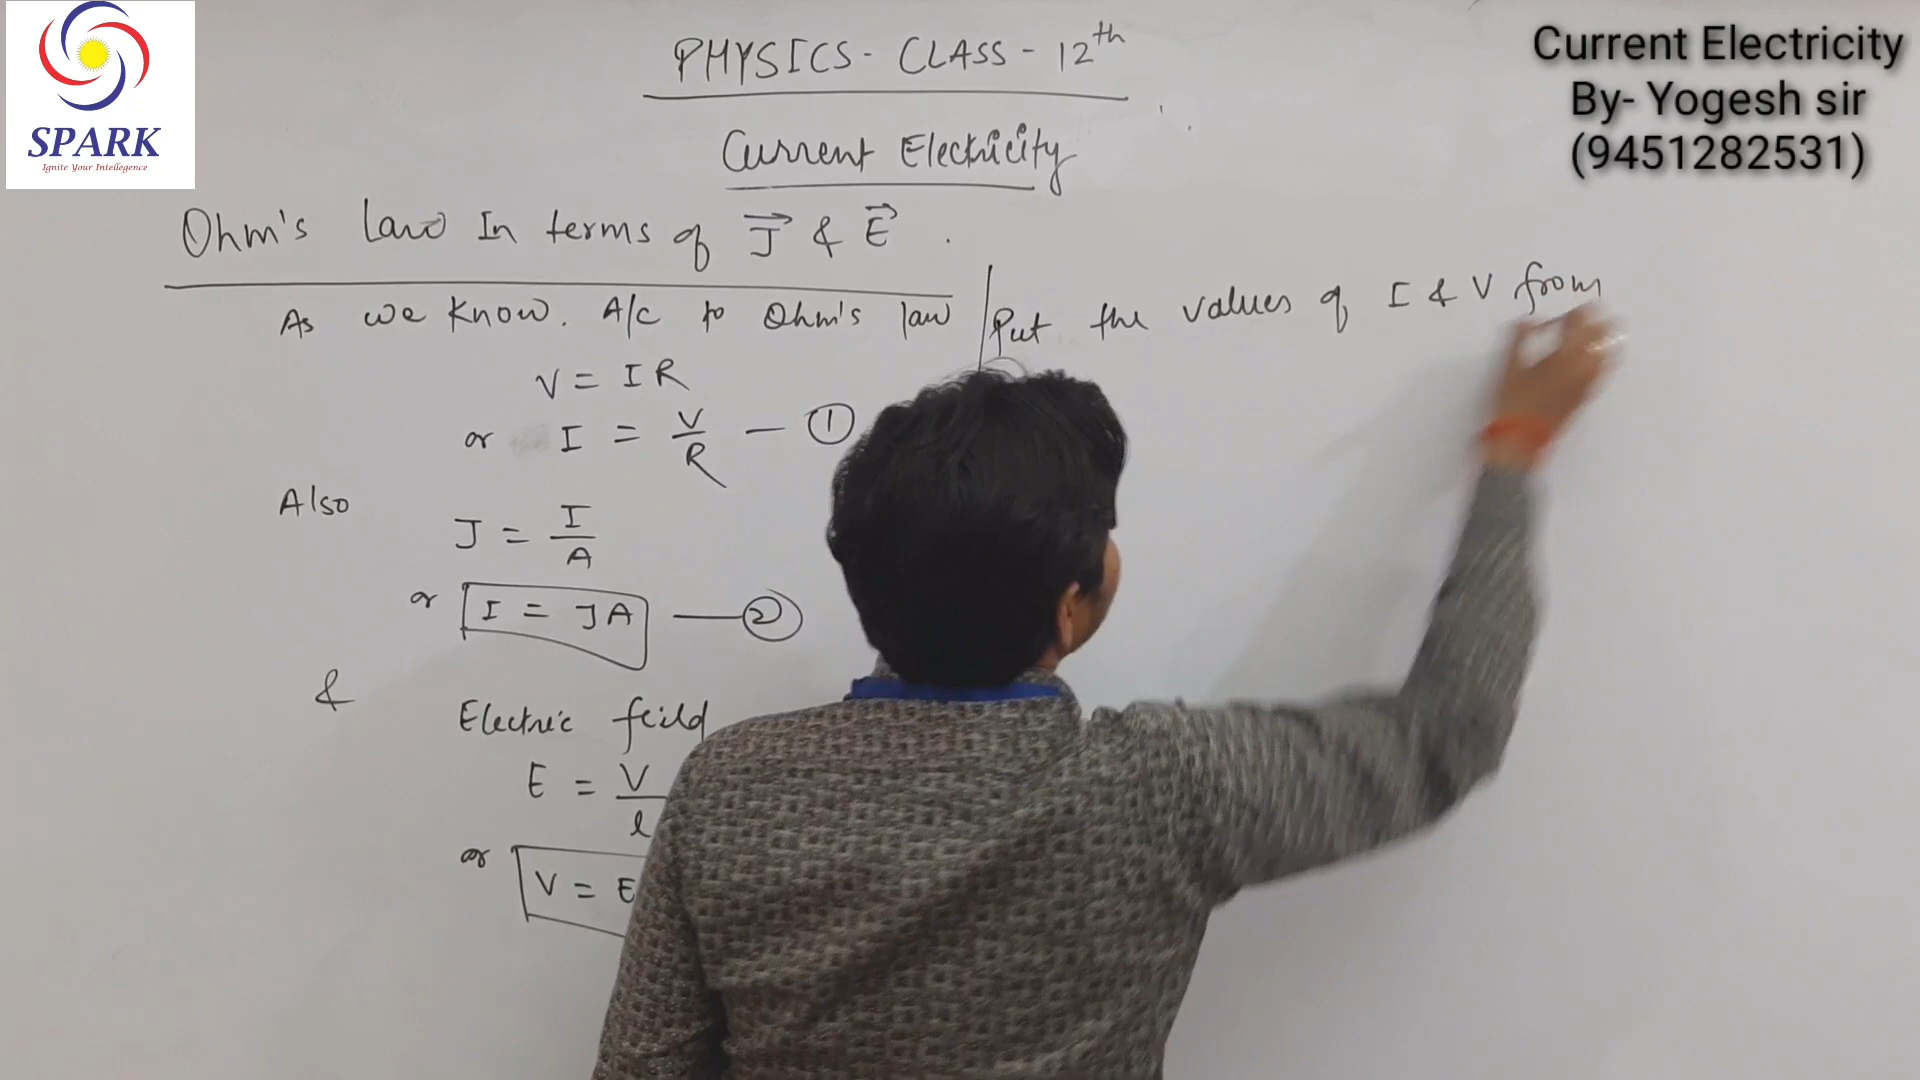 SPARK
Ignite Your Intellegence
Current Electricity
By- Yogesh sir
(9451282531)
PHYSICS - CLASS - 12th
Current Electricity
Ohm's law In terms of J⃗ & E⃗ .
As we Know. A/c to Ohm's law
V = IR
or I = V/R — ①
Also
J = I/A
or I = JA — ②
&
Electric feild
E = V/l
or V = E
Put the values of I & V from